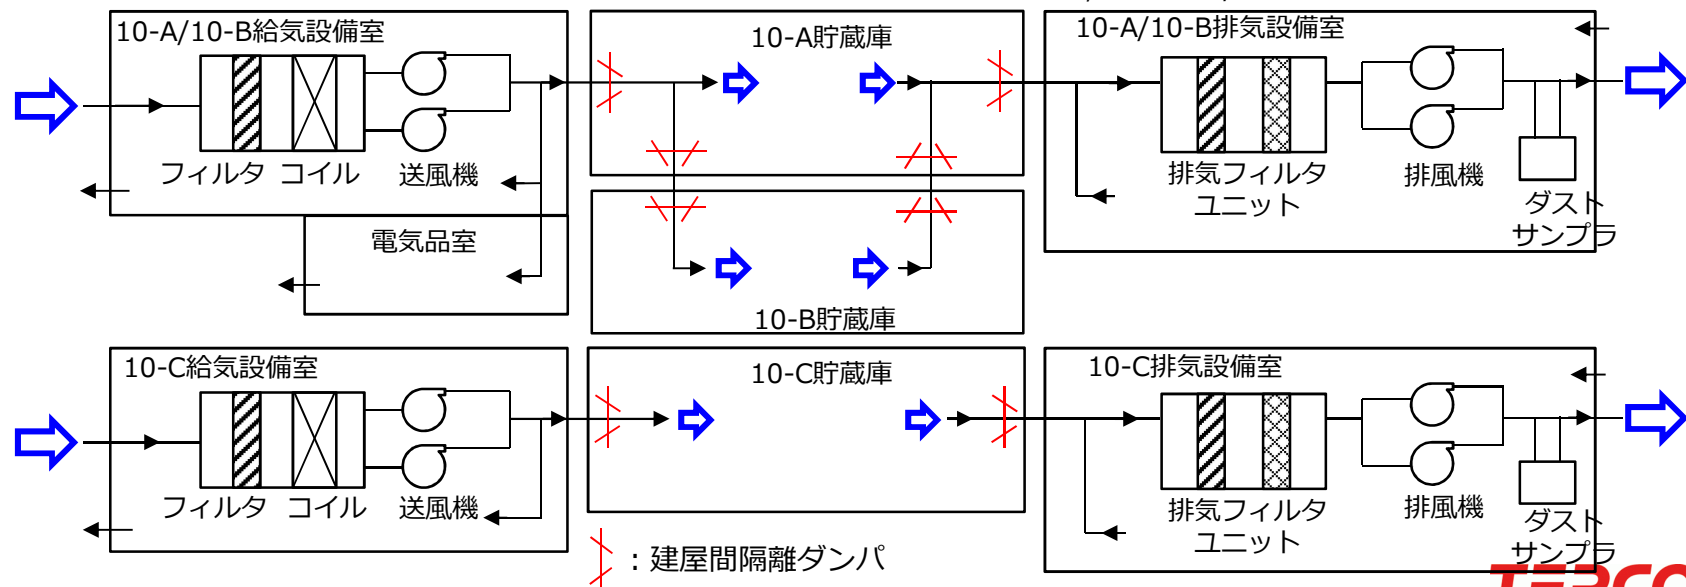 10-A/10-B給気設備室
フィルタ コイル 送風機
電気品室
10-A貯蔵庫
10-B貯蔵庫
10-A/10-B排気設備室
排気フィルタ
ユニット
排風機
ダスト
サンプラ
10-C給気設備室
フィルタ コイル 送風機
10-C貯蔵庫
10-C排気設備室
排気フィルタ
ユニット
排風機
ダスト
サンプラ
：建屋間隔離ダンパ
TEPCO